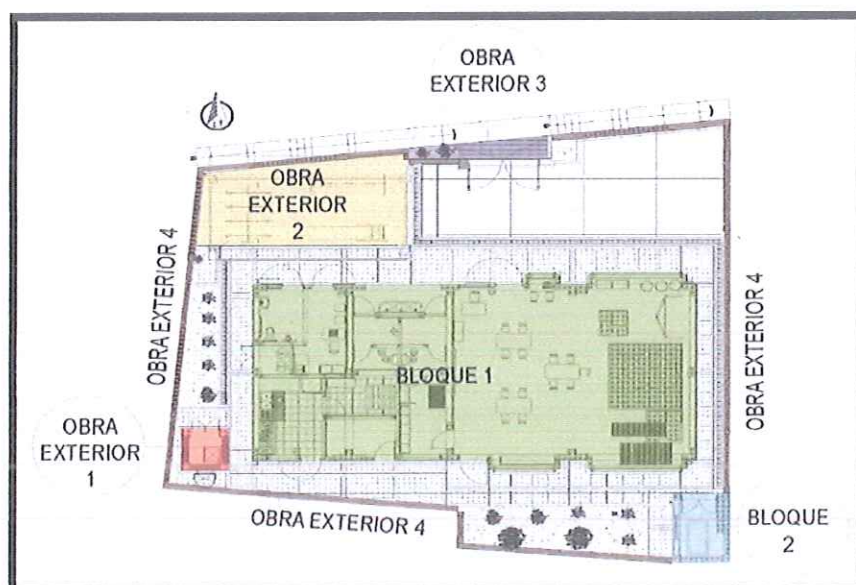 OBRA
EXTERIOR 3
OBRA
EXTERIOR
2
OBRA EXTERIOR 4
OBRA EXTERIOR 4
BLOQUE 1
OBRA
EXTERIOR
1
OBRA EXTERIOR 4
BLOQUE
2